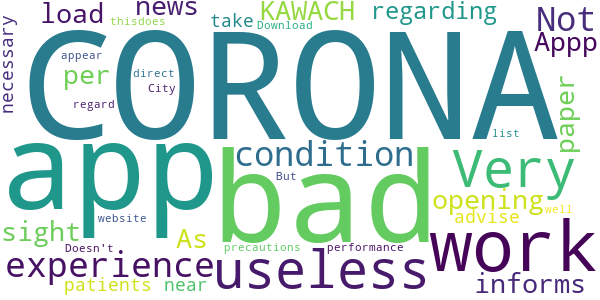 necessary
load
news
thisdoes
take
KAWACH
Download
regarding
Not
Appp
CORONA
appear
per
direct
City
regard
list
paper
app
bad
condition
very
But
opening
advise
well
website
sight
As
Doesn't
precautions
performance
work
experience
useless
informs
patients
near